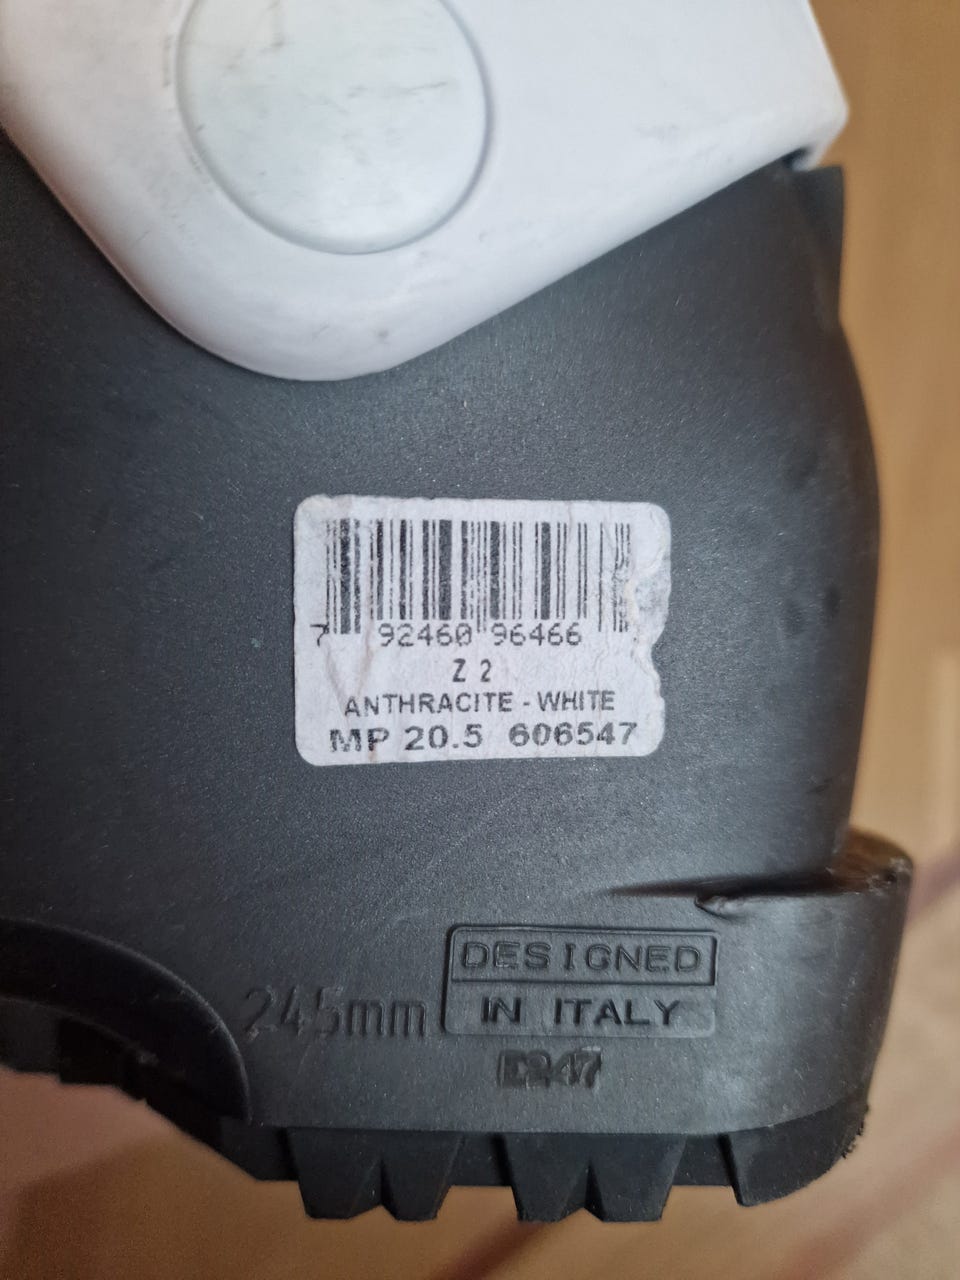 7 92460 96466
Z 2
ANTHRACITE - WHITE
MP 20.5 606547
DESIGNED
245mm IN ITALY